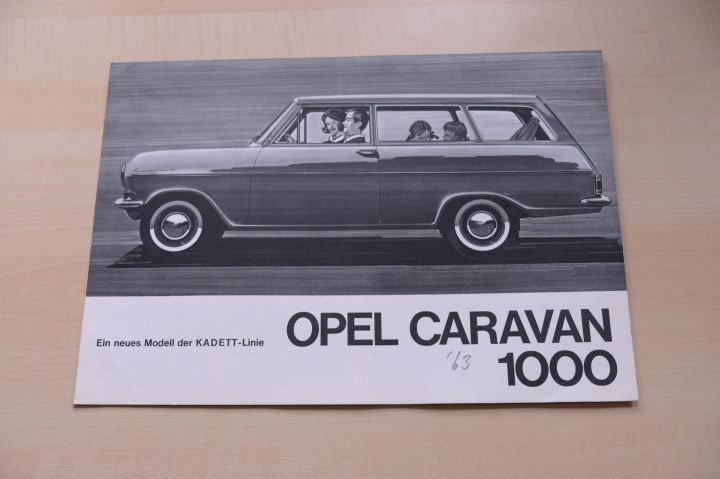 Ein neues Modell der KADETT-Linie
OPEL CARAVAN
1000
'63